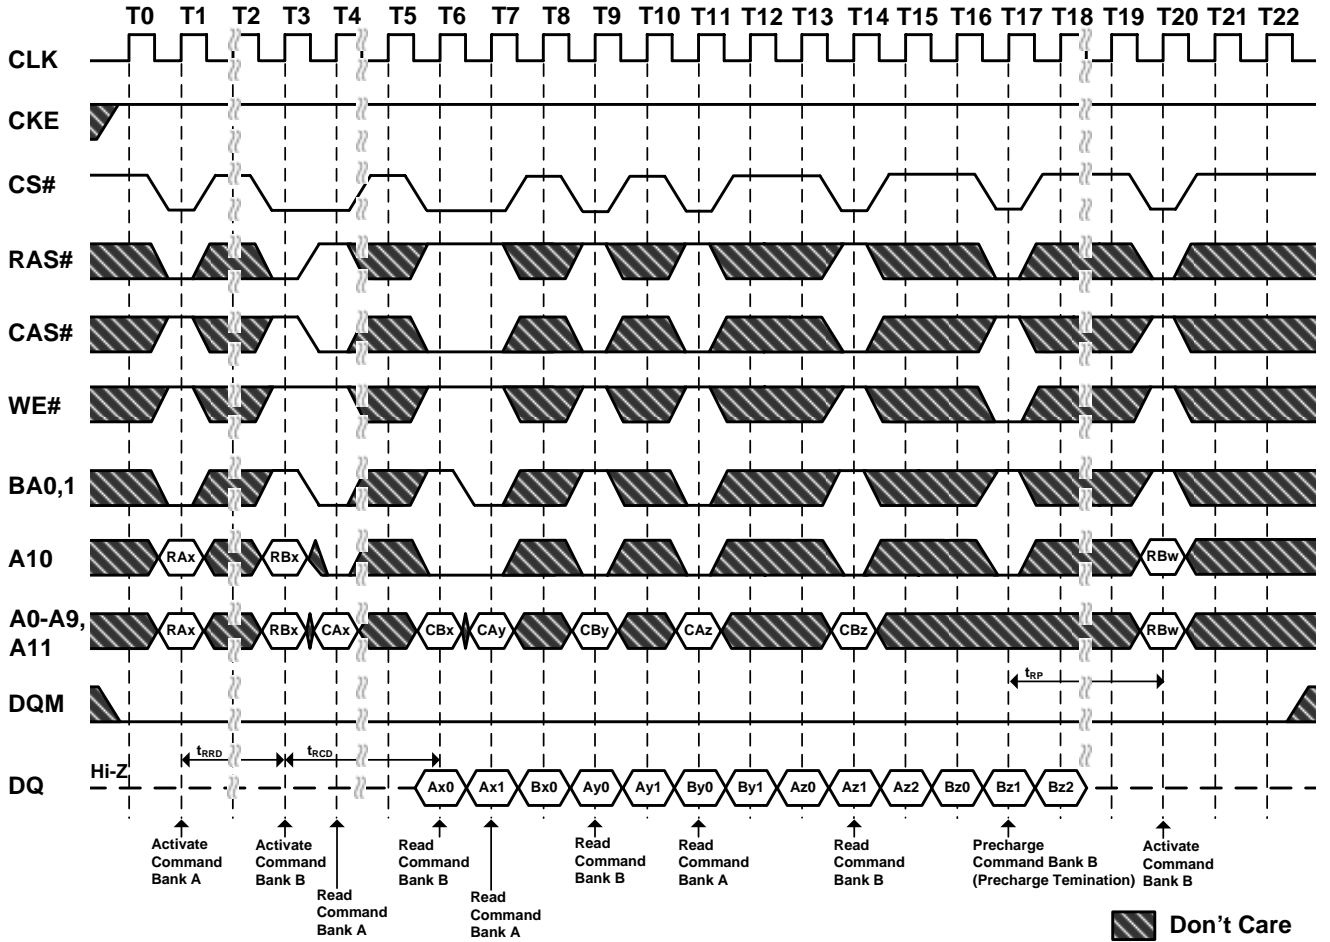 T0 T1 T2 T3 T4 T5 T6 T7 T8 T9 T10 T11 T12 T13 T14 T15 T16 T17 T18 T19 T20 T21 T22
CLK
CKE
CS#
RAS#
CAS#
WE#
BA0,1
A10
RAx RBx RBw
A0-A9,
A11
RAx RBx CAx CBx CAy CBy CAz CBz RBw
tRP
DQM
tRRD tRCD
Hi-Z
DQ
Ax0 Ax1 Bx0 Ay0 Ay1 By0 By1 Az0 Az1 Az2 Bz0 Bz1 Bz2
Activate
Command
Bank A
Activate
Command
Bank B
Read
Command
Bank A
Read
Command
Bank B
Read
Command
Bank A
Read
Command
Bank B
Read
Command
Bank A
Read
Command
Bank B
Precharge
Command Bank B
(Precharge Temination)
Activate
Command
Bank B
Don't Care